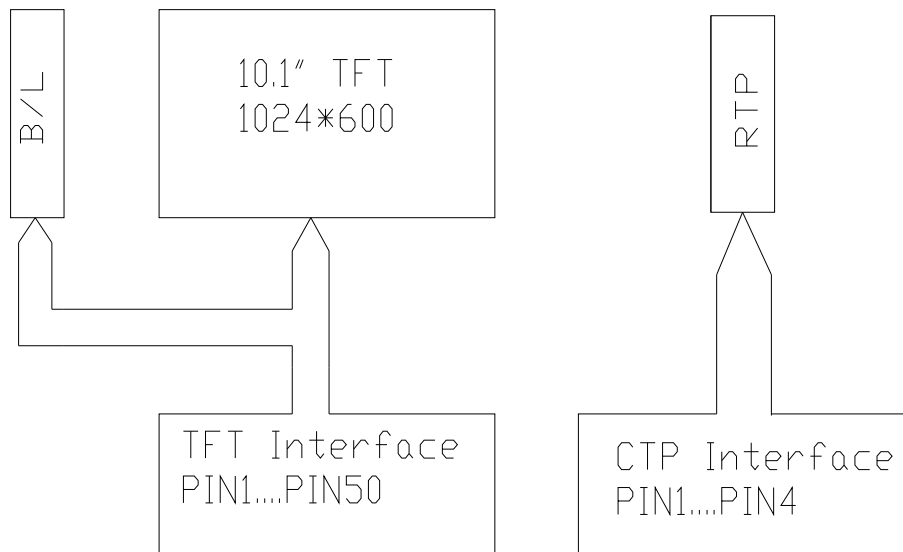 B/L
10.1" TFT
1024*600
RTP
TFT Interface
PIN1....PIN50
CTP Interface
PIN1....PIN4